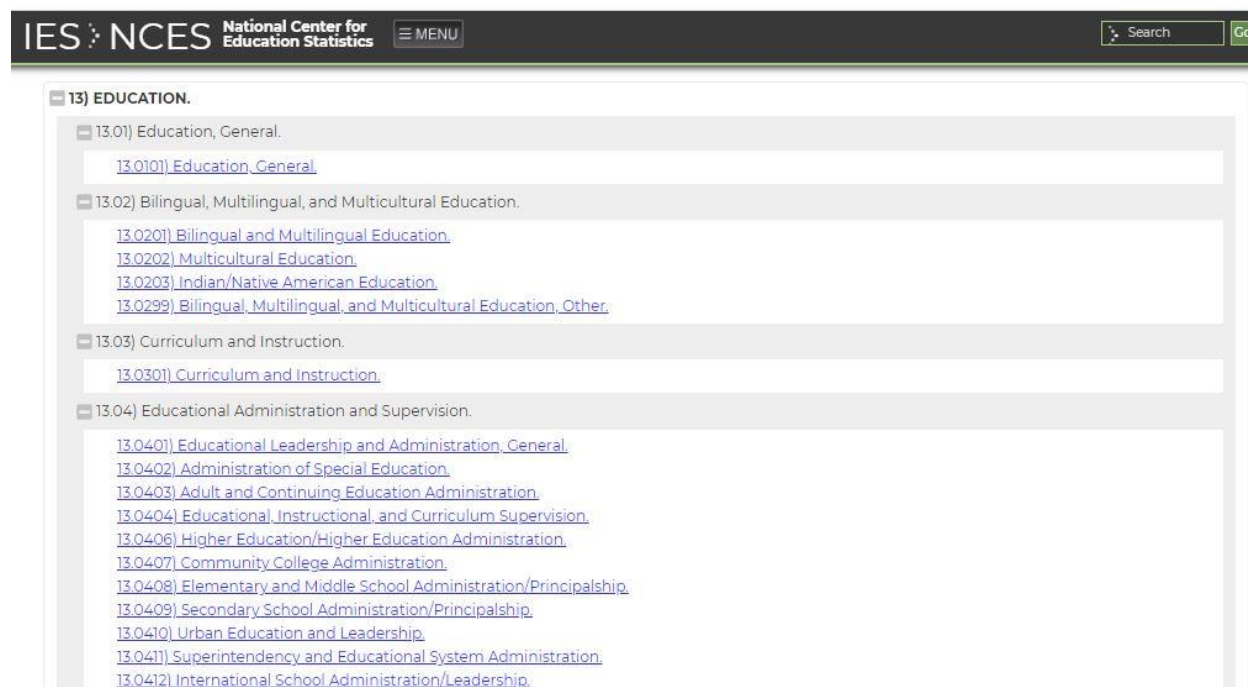 IES NCES National Center for
Education Statistics
MENU
Search
Go
13) EDUCATION.
13.01) Education, General.
13.0101) Education, General.
13.02) Bilingual, Multilingual, and Multicultural Education.
13.0201) Bilingual and Multilingual Education.
13.0202) Multicultural Education.
13.0203) Indian/Native American Education.
13.0299) Bilingual, Multilingual, and Multicultural Education, Other.
13.03) Curriculum and Instruction.
13.0301) Curriculum and Instruction.
13.04) Educational Administration and Supervision.
13.0401) Educational Leadership and Administration, General.
13.0402) Administration of Special Education.
13.0403) Adult and Continuing Education Administration.
13.0404) Educational, Instructional, and Curriculum Supervision.
13.0406) Higher Education/Higher Education Administration.
13.0407) Community College Administration.
13.0408) Elementary and Middle School Administration/Principalship.
13.0409) Secondary School Administration/Principalship.
13.0410) Urban Education and Leadership.
13.0411) Superintendency and Educational System Administration.
13.0412) International School Administration/Leadership.